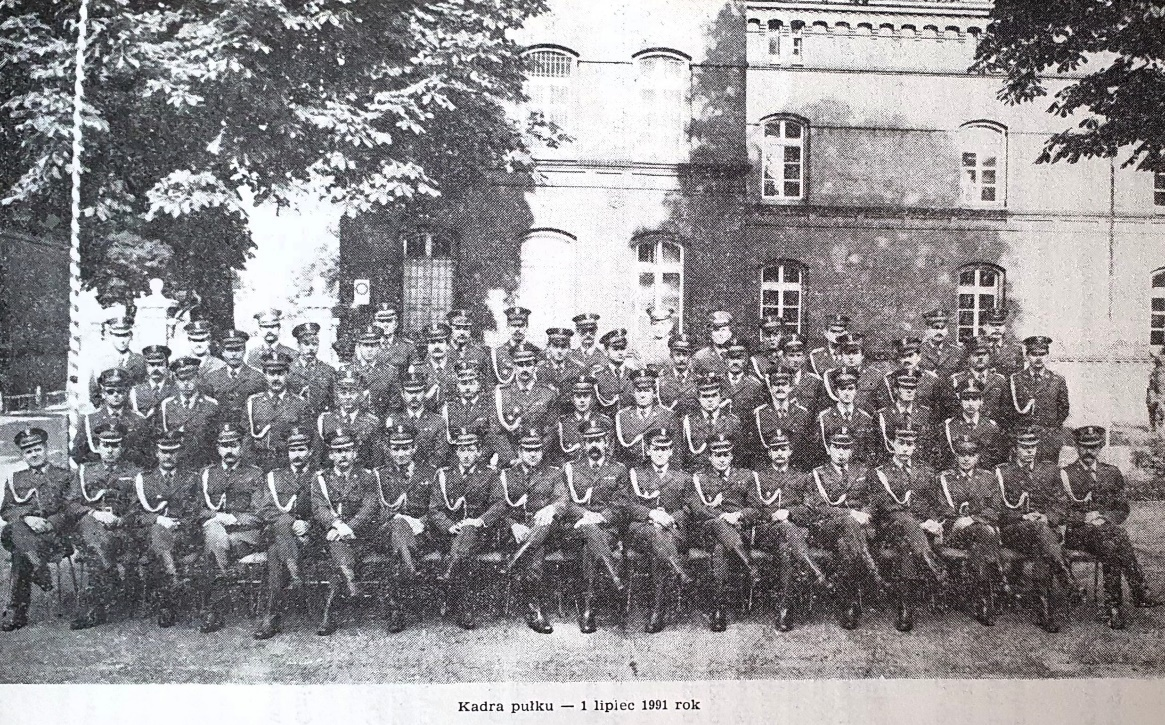 Kadra pułku — 1 lipiec 1991 rok